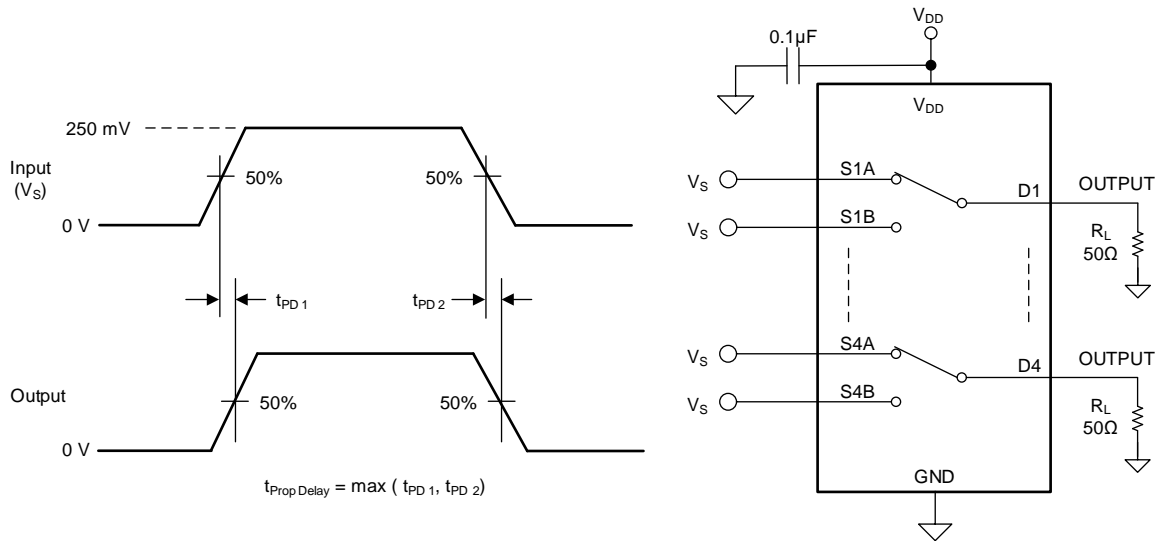 250 mV
Input
(VS)
50%
50%
0 V
tPD 1
tPD 2
Output
50%
50%
0 V
tProp Delay = max ( tPD 1, tPD 2)
VDD
0.1µF
VDD
VS
S1A
D1
OUTPUT
VS
S1B
RL
50Ω
VS
S4A
D4
OUTPUT
VS
S4B
RL
50Ω
GND